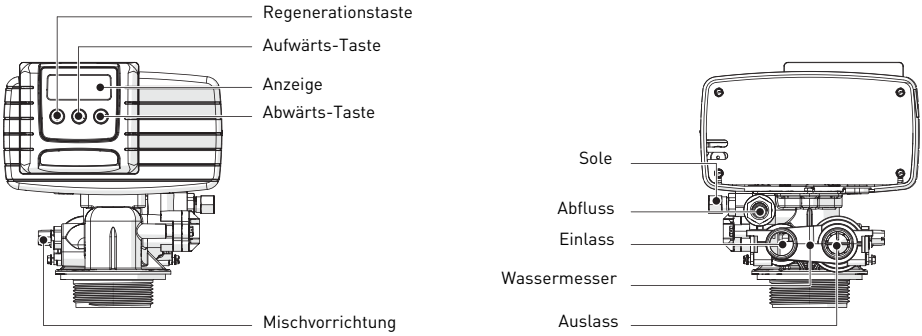 Regenerationstaste
Aufwärts-Taste
Anzeige
Abwärts-Taste
Mischvorrichtung
Sole
Abfluss
Einlass
Wassermesser
Auslass